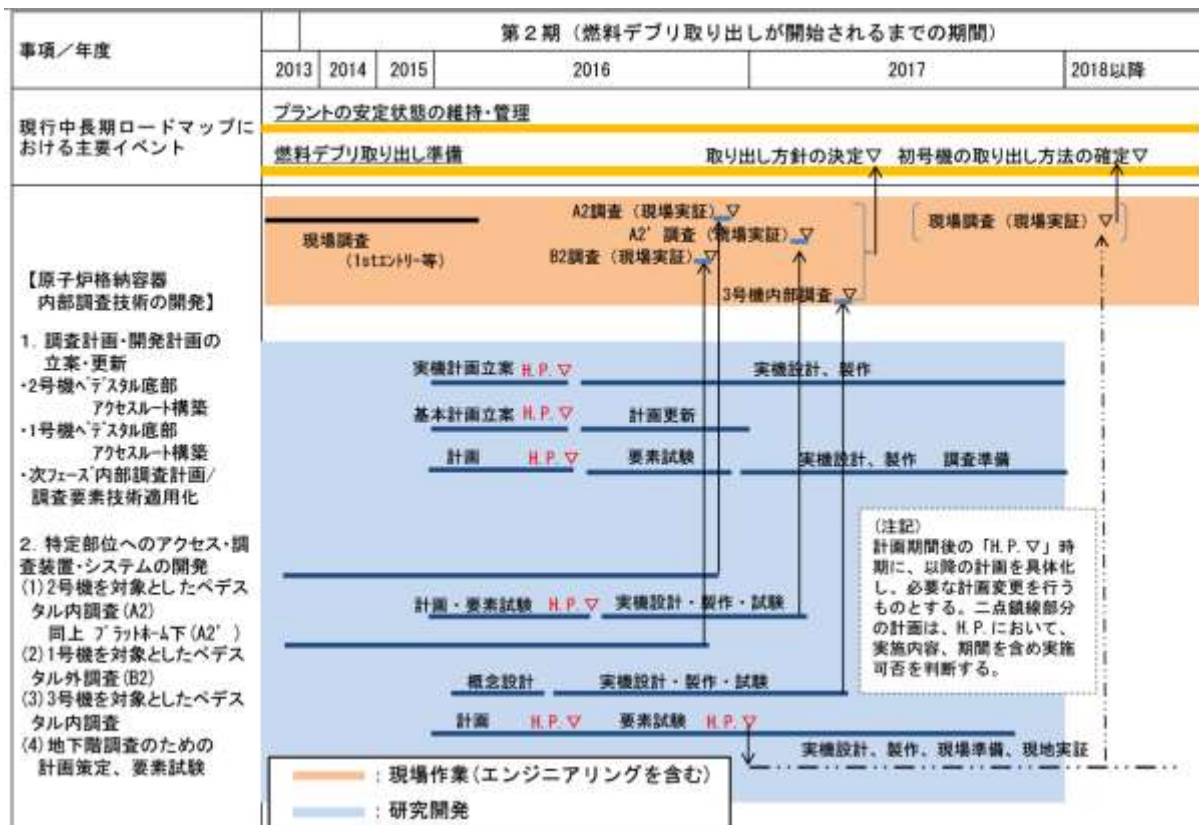 事項／年度
第２期（燃料デブリ取り出しが開始されるまでの期間）
2013
2014
2015
2016
2017
2018以降
現行中長期ロードマップに
おける主要イベント
プラントの安定状態の維持・管理
燃料デブリ取り出し準備
取り出し方針の決定▽
初号機の取り出し方法の確定▽
【原子炉格納容器
内部調査技術の開発】
現場調査
(1stエントリー等)
A2調査（現場実証）▽
A2'調査（現場実証）▽
B2調査（現場実証）▽
3号機内部調査▽
現場調査（現場実証）▽
1. 調査計画・開発計画の
立案・更新
・2号機ペデスタル底部
アクセスルート構築
・1号機ペデスタル底部
アクセスルート構築
・次フェーズ内部調査計画/
調査要素技術適用化
実機計画立案 H.P.▽ 実機設計、製作
基本計画立案 H.P.▽ 計画更新
計画 H.P.▽ 要素試験 実機設計、製作 調査準備
2. 特定部位へのアクセス・調
査装置・システムの開発
(1)2号機を対象としたペデス
タル内調査(A2)
同上 プラットホーム下(A2')
(2)1号機を対象としたペデス
タル外調査(B2)
(3)3号機を対象としたペデス
タル内調査
(4)地下階調査のための
計画策定、要素試験
計画・要素試験 H.P.▽ 実機設計・製作・試験
概念設計 実機設計・製作・試験
計画 H.P.▽ 要素試験 H.P.▽
実機設計、製作、現場準備、現地実証
(注記)
計画期間後の「H.P.▽」時
期に、以降の計画を具体化
し、必要な計画変更を行う
ものとする。二点鎖線部分
の計画は、H.P.において、
実施内容、期間を含め実施
可否を判断する。
：現場作業(エンジニアリングを含む)
：研究開発